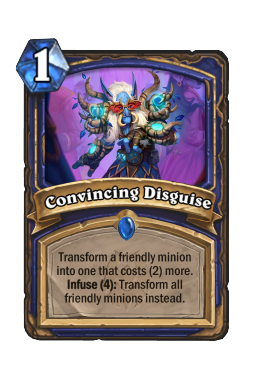 1
Convincing Disguise
Transform a friendly minion
into one that costs (2) more.
Infuse (4): Transform all
friendly minions instead.